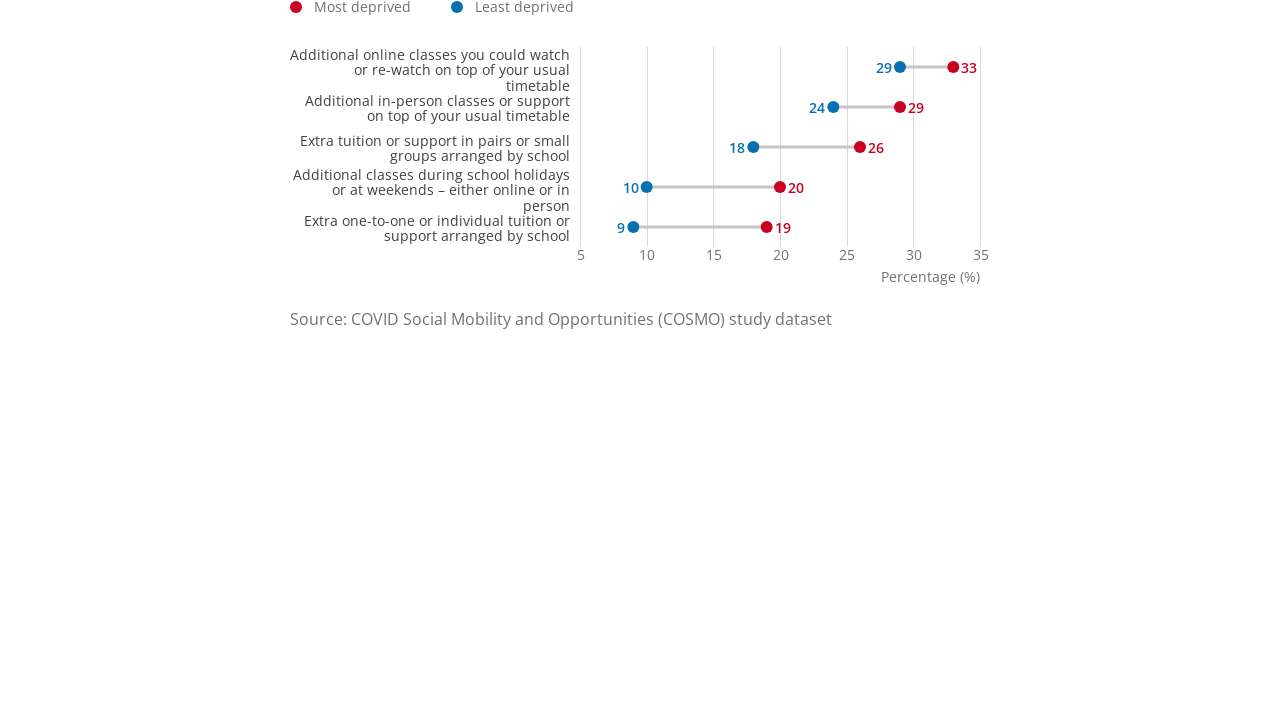 Most deprived
Least deprived
Additional online classes you could watch
or re-watch on top of your usual
timetable
29
33
Additional in-person classes or support
on top of your usual timetable
24
29
Extra tuition or support in pairs or small
groups arranged by school
18
26
Additional classes during school holidays
or at weekends – either online or in
person
10
20
Extra one-to-one or individual tuition or
support arranged by school
9
19
5 10 15 20 25 30 35
Percentage (%)
Source: COVID Social Mobility and Opportunities (COSMO) study dataset